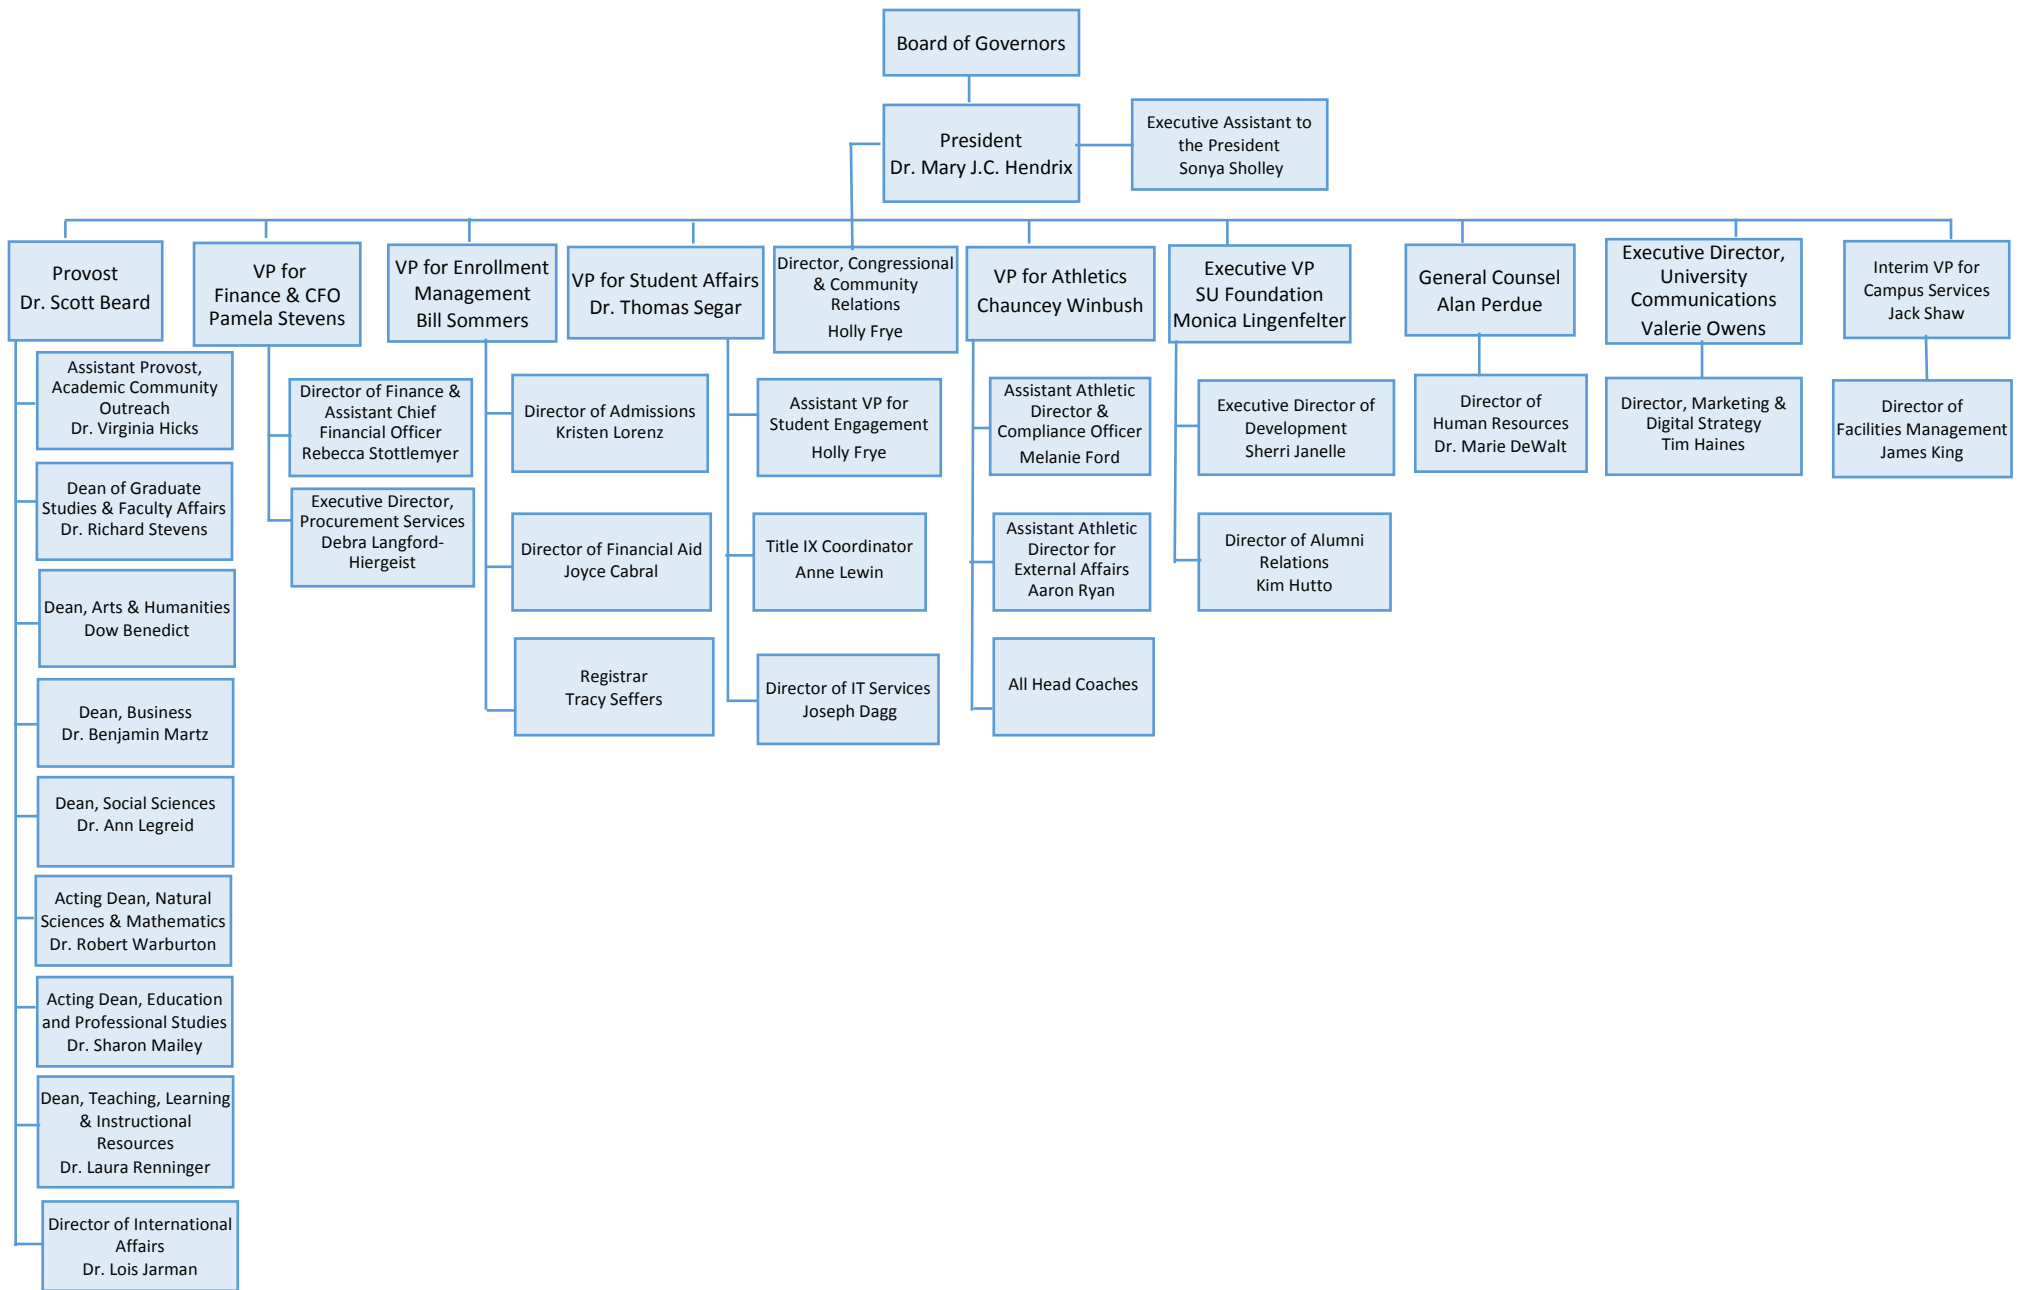 Board of Governors
President
Dr. Mary J.C. Hendrix
Executive Assistant to
the President
Sonya Sholley
Provost
Dr. Scott Beard
VP for
Finance & CFO
Pamela Stevens
VP for Enrollment
Management
Bill Sommers
VP for Student Affairs
Dr. Thomas Segar
Director, Congressional
& Community
Relations
Holly Frye
VP for Athletics
Chauncey Winbush
Executive VP
SU Foundation
Monica Lingenfelter
General Counsel
Alan Perdue
Executive Director,
University
Communications
Valerie Owens
Interim VP for
Campus Services
Jack Shaw
Assistant Provost,
Academic Community
Outreach
Dr. Virginia Hicks
Dean of Graduate
Studies & Faculty Affairs
Dr. Richard Stevens
Dean, Arts & Humanities
Dow Benedict
Dean, Business
Dr. Benjamin Martz
Dean, Social Sciences
Dr. Ann Legreid
Acting Dean, Natural
Sciences & Mathematics
Dr. Robert Warburton
Acting Dean, Education
and Professional Studies
Dr. Sharon Mailey
Dean, Teaching, Learning
& Instructional
Resources
Dr. Laura Renninger
Director of International
Affairs
Dr. Lois Jarman
Director of Finance &
Assistant Chief
Financial Officer
Rebecca Stottlemyer
Executive Director,
Procurement Services
Debra Langford-
Hiergeist
Director of Admissions
Kristen Lorenz
Director of Financial Aid
Joyce Cabral
Registrar
Tracy Seffers
Assistant VP for
Student Engagement
Holly Frye
Title IX Coordinator
Anne Lewin
Director of IT Services
Joseph Dagg
Assistant Athletic
Director &
Compliance Officer
Melanie Ford
Assistant Athletic
Director for
External Affairs
Aaron Ryan
All Head Coaches
Executive Director of
Development
Sherri Janelle
Director of Alumni
Relations
Kim Hutto
Director of
Human Resources
Dr. Marie DeWalt
Director, Marketing &
Digital Strategy
Tim Haines
Director of
Facilities Management
James King